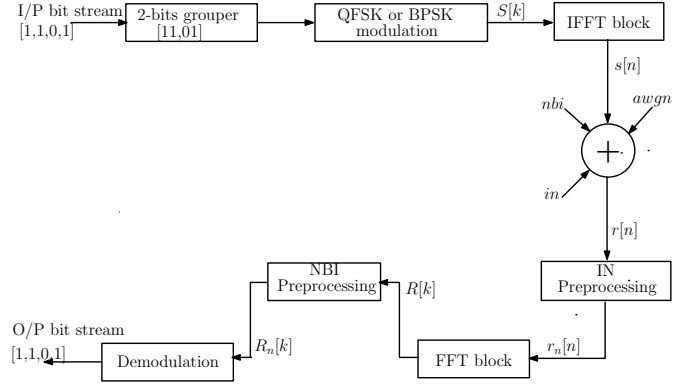 I/P bit stream
[1,1,0,1]
2-bits grouper
[11,01]
QFSK or BPSK
modulation
S[k]
IFFT block
s[n]
nbi
awgn
+
in
r[n]
IN
Preprocessing
r_n[n]
FFT block
R[k]
NBI
Preprocessing
R_n[k]
Demodulation
O/P bit stream
[1,1,0,1]